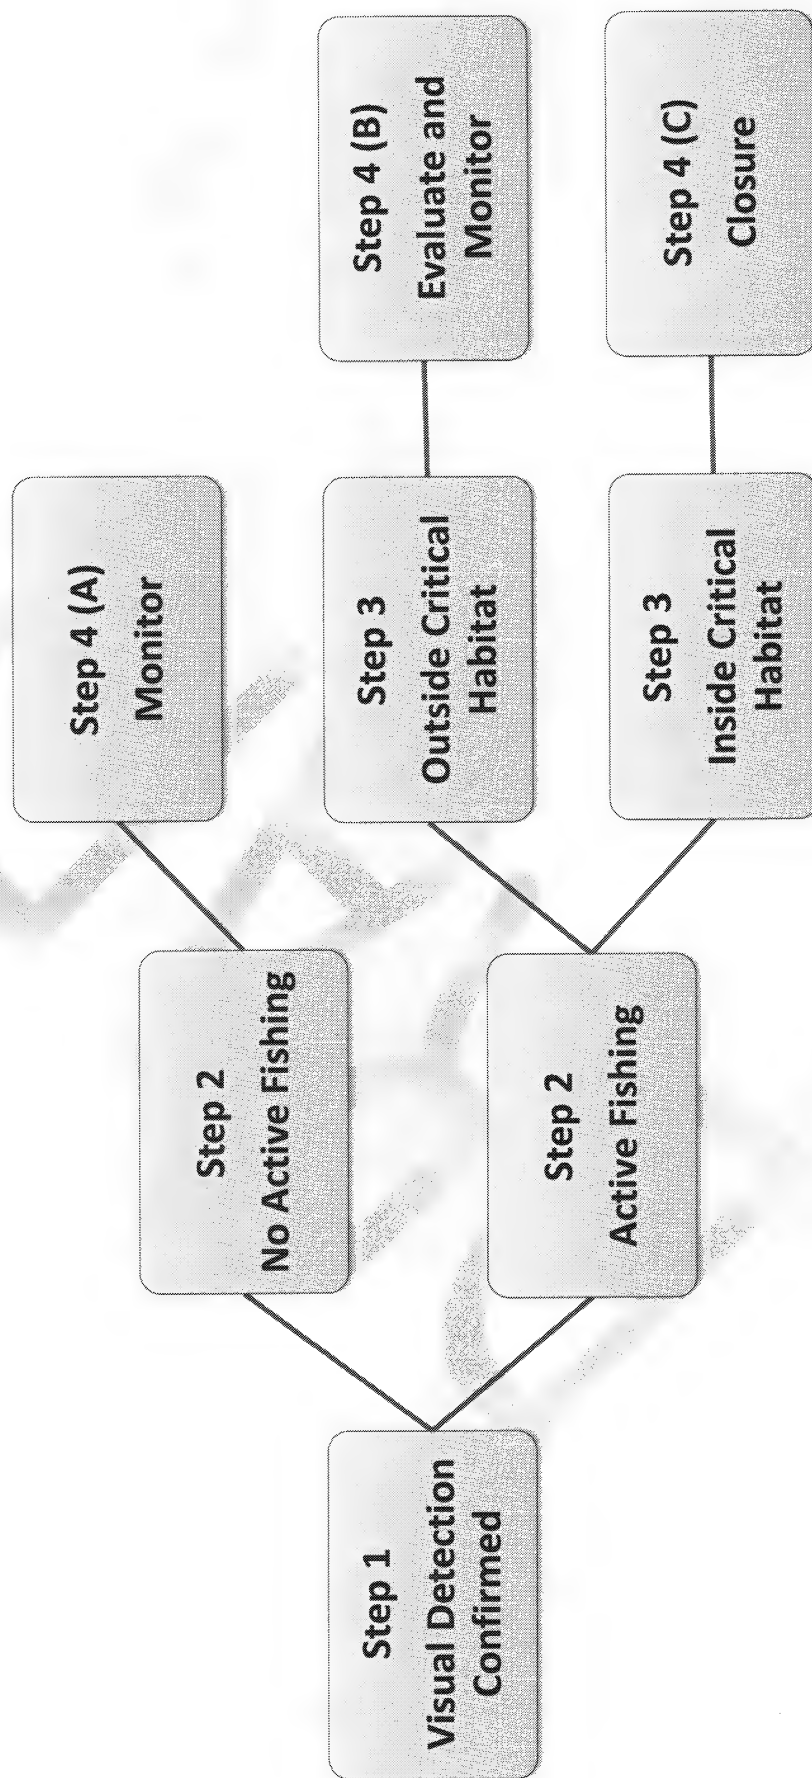 Step 1
Visual Detection
Confirmed
Step 2
No Active Fishing
Step 2
Active Fishing
Step 4 (A)
Monitor
Step 3
Outside Critical
Habitat
Step 3
Inside Critical
Habitat
Step 4 (B)
Evaluate and
Monitor
Step 4 (C)
Closure